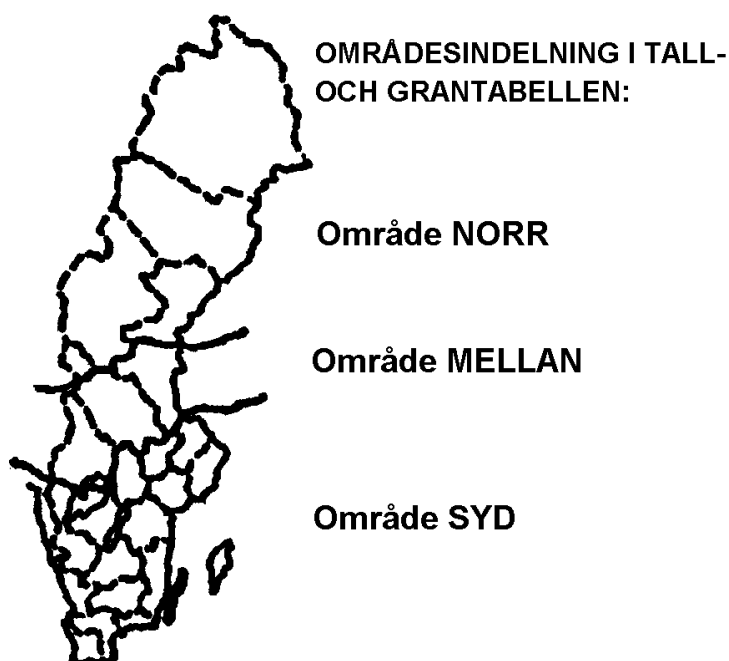 OMRÅDESINDELNING I TALL-
OCH GRANTABELLEN:
Område NORR
Område MELLAN
Område SYD